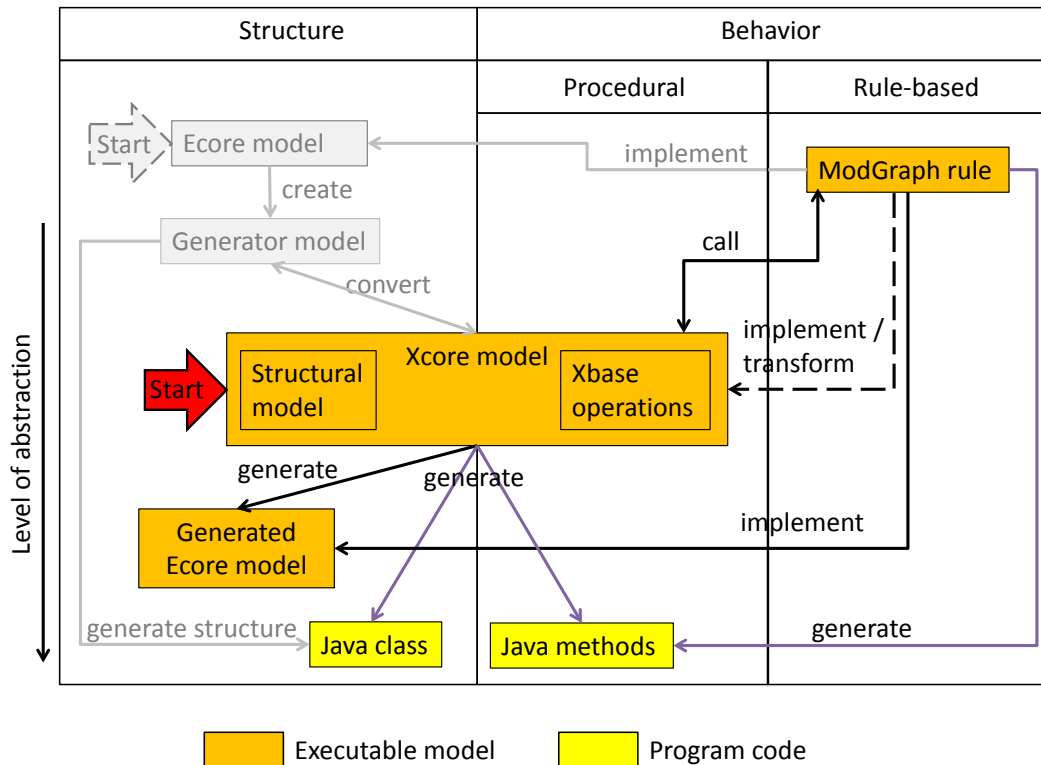 Structure
Behavior
Procedural
Rule-based
Start
Ecore model
implement
ModGraph rule
create
Generator model
call
convert
Level of abstraction
Start
Xcore model
Structural
model
Xbase
operations
implement /
transform
generate
generate
Generated
Ecore model
implement
generate structure
Java class
Java methods
generate
Executable model
Program code